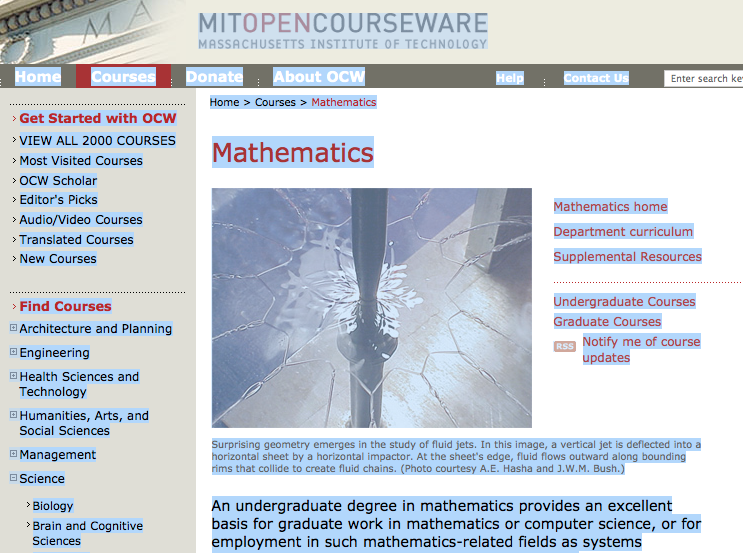 MITOPENCOURSEWARE
MASSACHUSETTS INSTITUTE OF TECHNOLOGY
Home
Courses
Donate
About OCW
Help
Contact Us
Enter search key
Home > Courses > Mathematics
Get Started with OCW
VIEW ALL 2000 COURSES
Most Visited Courses
OCW Scholar
Editor's Picks
Audio/Video Courses
Translated Courses
New Courses
Find Courses
Architecture and Planning
Engineering
Health Sciences and
Technology
Humanities, Arts, and
Social Sciences
Management
Science
Biology
Brain and Cognitive
Sciences
Mathematics
Mathematics home
Department curriculum
Supplemental Resources
Undergraduate Courses
Graduate Courses
RSS
Notify me of course
updates
Surprising geometry emerges in the study of fluid jets. In this image, a vertical jet is deflected into a
horizontal sheet by a horizontal impactor. At the sheet's edge, fluid flows outward along bounding
rims that collide to create fluid chains. (Photo courtesy A.E. Hasha and J.W.M. Bush.)
An undergraduate degree in mathematics provides an excellent
basis for graduate work in mathematics or computer science, or for
employment in such mathematics-related fields as systems